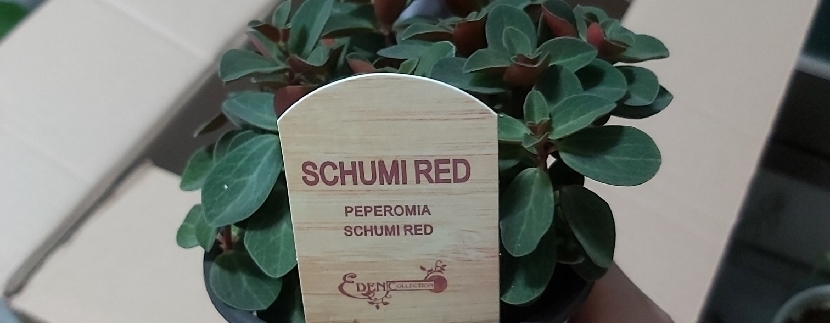 SCHUMI RED
PEPEROMIA
SCHUMI RED
EDEN COLLECTION